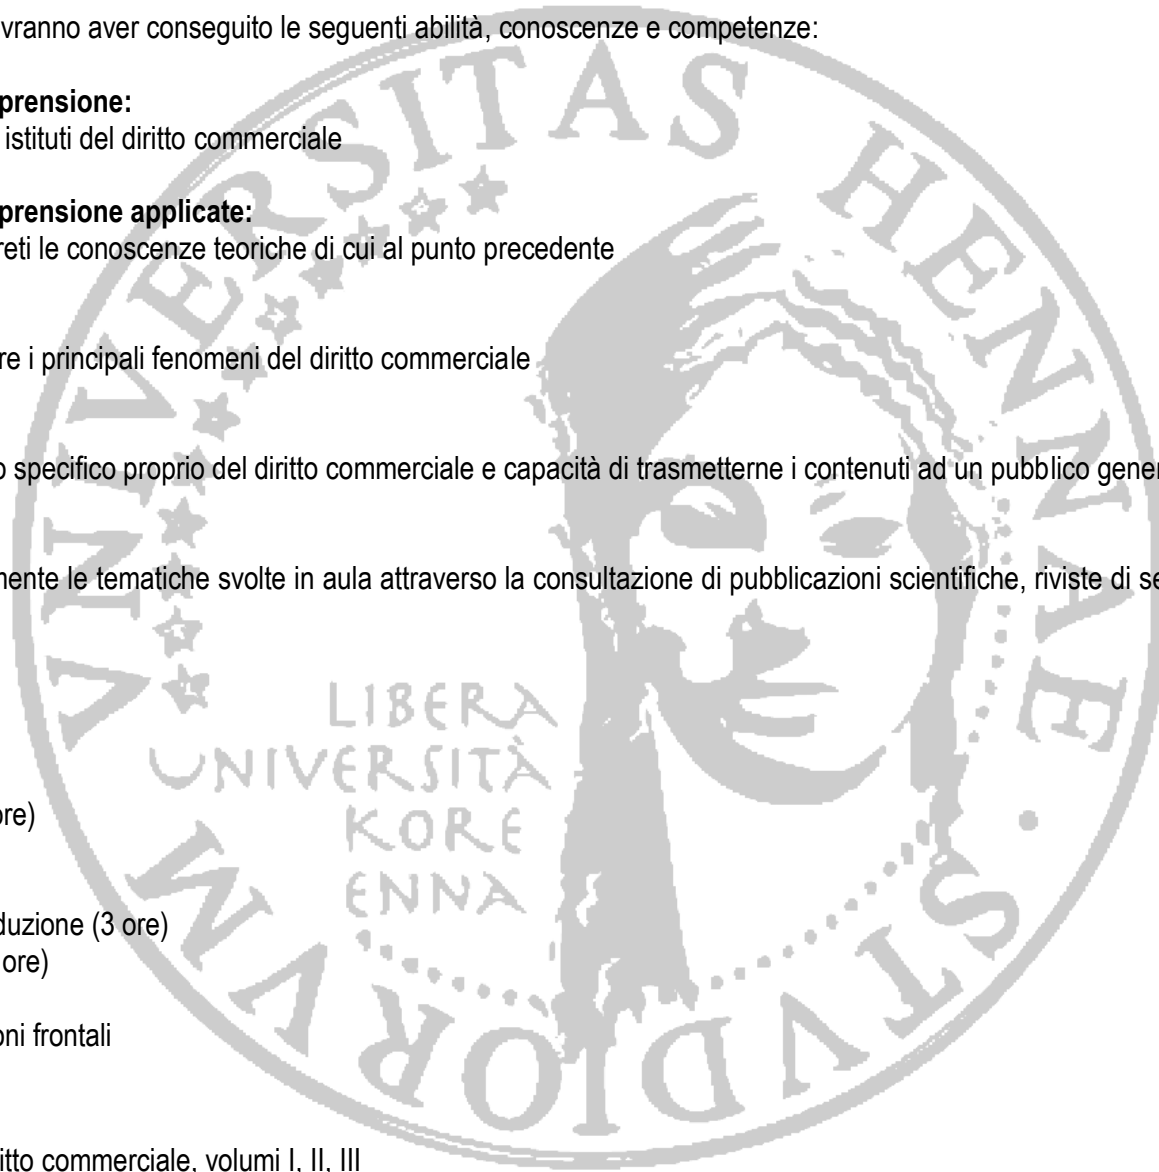 vranno aver conseguito le seguenti abilità, conoscenze e competenze:
prensione:
istituti del diritto commerciale
prensione applicate:
reti le conoscenze teoriche di cui al punto precedente
re i principali fenomeni del diritto commerciale
o specifico proprio del diritto commerciale e capacità di trasmetterne i contenuti ad un pubblico gener
mente le tematiche svolte in aula attraverso la consultazione di pubblicazioni scientifiche, riviste di se
ore)
duzione (3 ore)
ore)
oni frontali
itto commerciale, volumi I, II, III
VNIVERSITAS HENNAE · STVDIORVM
LIBERA
UNIVERSITÀ
KORE
ENNA